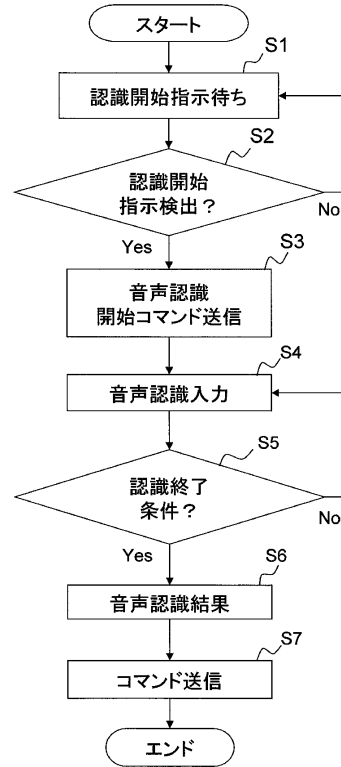 スタート
S1
認識開始指示待ち
S2
認識開始
指示検出？
No
Yes
S3
音声認識
開始コマンド送信
S4
音声認識入力
S5
認識終了
条件？
No
Yes
S6
音声認識結果
S7
コマンド送信
エンド